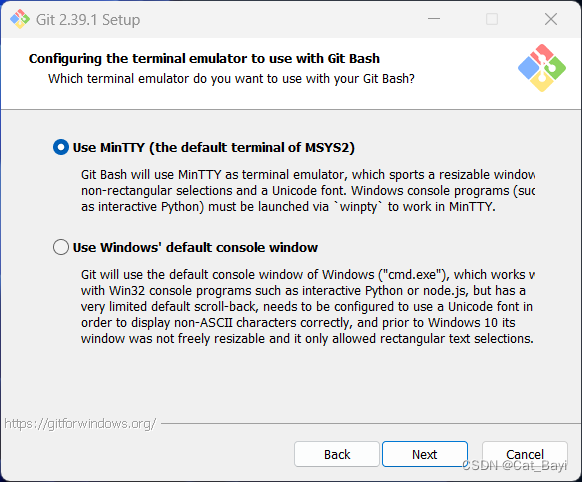 Git 2.39.1 Setup
Configuring the terminal emulator to use with Git Bash
Which terminal emulator do you want to use with your Git Bash?
Use MinTTY (the default terminal of MSYS2)
Git Bash will use MinTTY as terminal emulator, which sports a resizable window
non-rectangular selections and a Unicode font. Windows console programs (suc
as interactive Python) must be launched via `winpty` to work in MinTTY.
Use Windows' default console window
Git will use the default console window of Windows ("cmd.exe"), which works w
with Win32 console programs such as interactive Python or node.js, but has a
very limited default scroll-back, needs to be configured to use a Unicode font in
order to display non-ASCII characters correctly, and prior to Windows 10 its
window was not freely resizable and it only allowed rectangular text selections.
https://gitforwindows.org/
Back
Next
Cancel
CSDN @Cat_Bayi